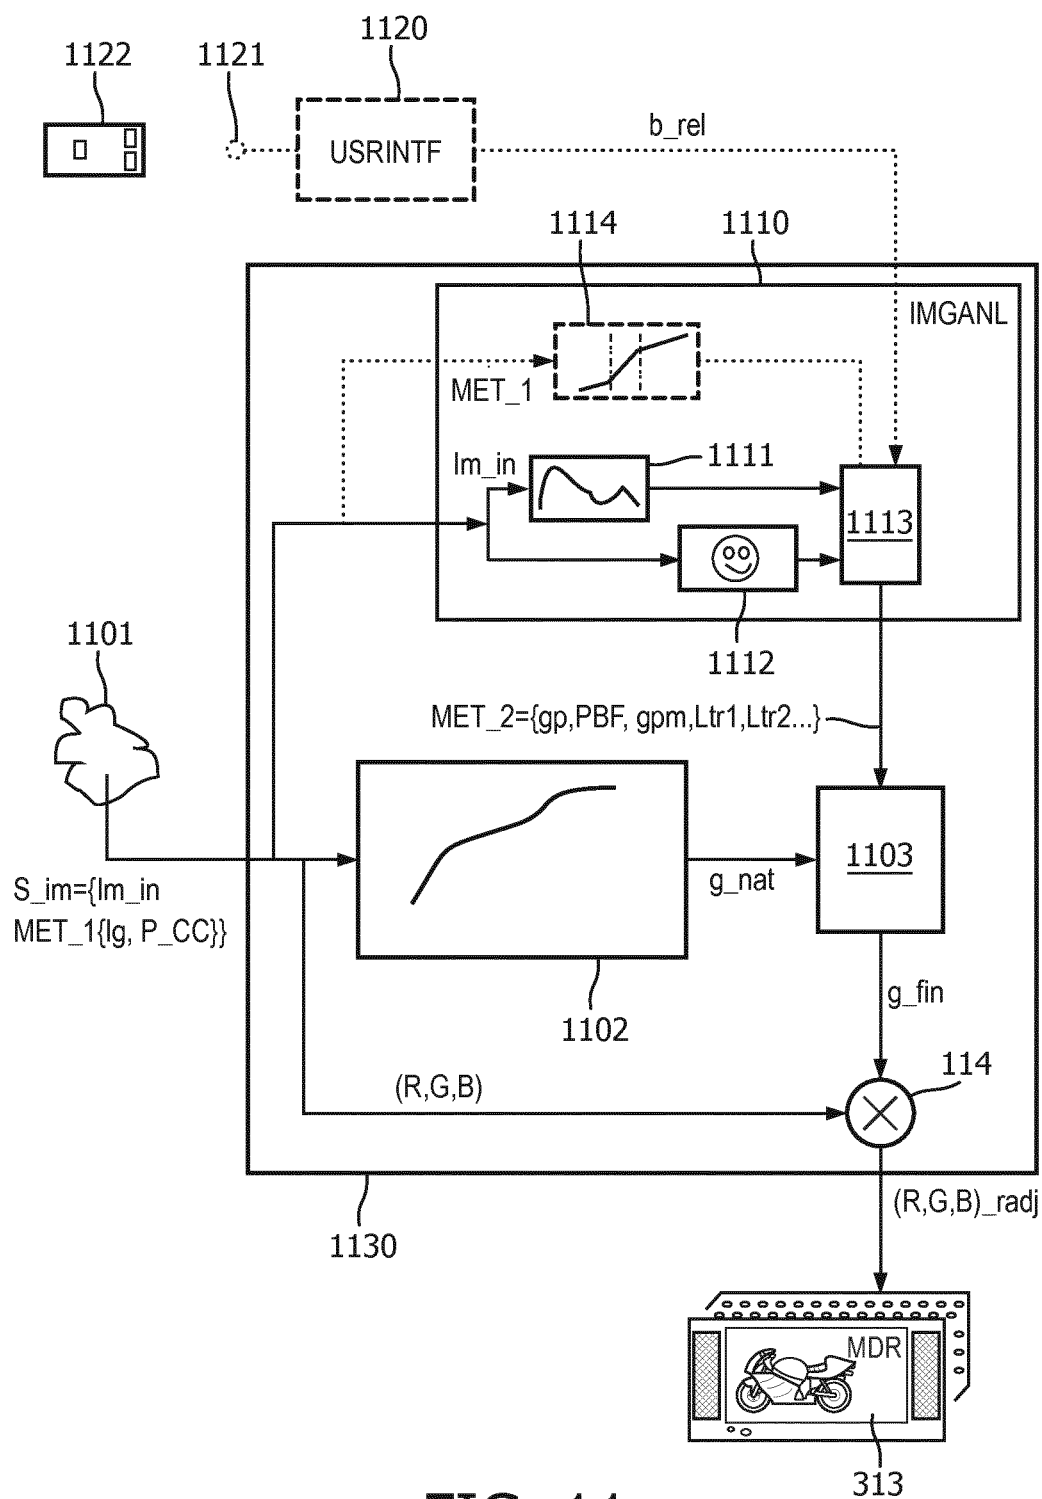 1120
1122
1121
USRINTF
b_rel
1114
1110
IMGANL
MET_1
Im_in
1111
1113
1112
1101
MET_2={gp,PBF, gpm,Ltr1,Ltr2...}
1103
g_nat
S_im={Im_in
MET_1{Ig, P_CC}}
g_fin
1102
114
(R,G,B)
(R,G,B)_radj
1130
MDR
313